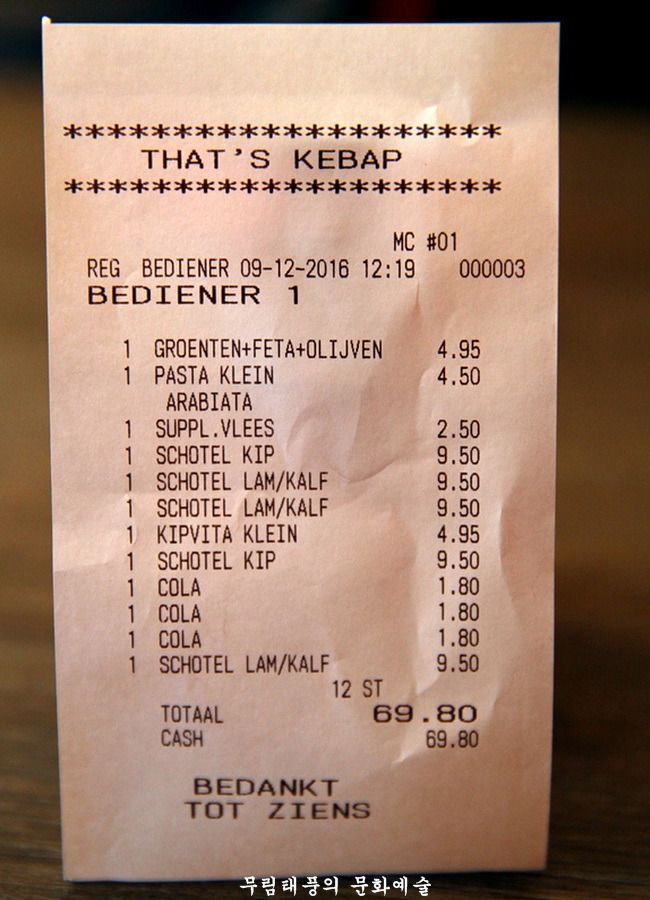 *********************
THAT'S KEBAP
*********************
MC #01
REG BEDIENER 09-12-2016 12:19 000003
BEDIENER 1
1 GROENTEN+FETA+OLIJVEN 4.95
1 PASTA KLEIN 4.50
ARABIATA
1 SUPPL.VLEES 2.50
1 SCHOTEL KIP 9.50
1 SCHOTEL LAM/KALF 9.50
1 SCHOTEL LAM/KALF 9.50
1 KIPVITA KLEIN 4.95
1 SCHOTEL KIP 9.50
1 COLA 1.80
1 COLA 1.80
1 COLA 1.80
1 SCHOTEL LAM/KALF 9.50
12 ST
TOTAAL 69.80
CASH 69.80
BEDANKT
TOT ZIENS
무림태풍의 문화예술